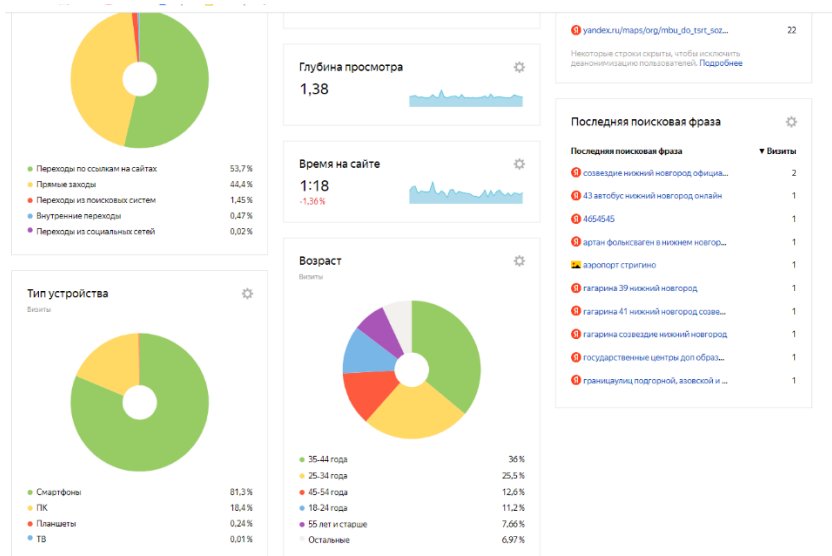 Переходы по ссылкам на сайтах 53,7%
Прямые заходы 44,4%
Переходы из поисковых систем 1,45%
Внутренние переходы 0,47%
Переходы из социальных сетей 0,02%
Тип устройства
Визиты
Смартфоны 81,3%
ПК 18,4%
Планшеты 0,24%
ТВ 0,01%
Глубина просмотра
1,38
Время на сайте
1:18
-1,36%
Возраст
Визиты
35-44 года 36%
25-34 года 25,5%
45-54 года 12,6%
18-24 года 11,2%
55 лет и старше 7,66%
Остальные 6,97%
yandex.ru/maps/org/mbu_do_tsrt_soz... 22
Некоторые строки скрыты, чтобы исключить
деанонимизацию пользователей. Подробнее
Последняя поисковая фраза
Последняя поисковая фраза ▼ Визиты
созвездие нижний новгород официа... 2
43 автобус нижний новгород онлайн 1
4654545 1
артан фольксваген в нижнем новгор... 1
аэропорт стригино 1
гагарина 39 нижний новгород 1
гагарина 41 нижний новгород созве... 1
гагарина созвездие нижний новгород 1
государственные центры доп образ... 1
границаулиц подгорной, азовской и ... 1